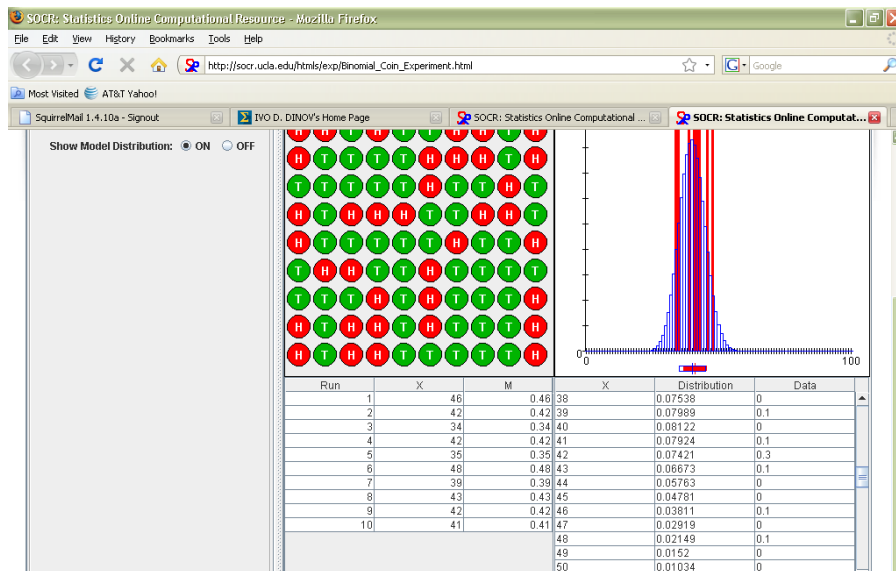 SOCR: Statistics Online Computational Resource - Mozilla Firefox
File Edit View History Bookmarks Tools Help
http://socr.ucla.edu/htmls/exp/Binomial_Coin_Experiment.html
G Google
Most Visited AT&T Yahoo!
SquirrelMail 1.4.10a - Signout
IVO D. DINOV's Home Page
SOCR: Statistics Online Computational ...
SOCR: Statistics Online Computat...
Show Model Distribution: ON OFF
H T T T T H H H T H
T T T T T H T T H T
H T H H H T T H H T
H T T T T T H T T H
T H H T T H T T T T
T T T H T H T T T H
H T H H T H T T T H
H T H H T T T T T H
0 100
Run X M
1 46 0.46
2 42 0.42
3 34 0.34
4 42 0.42
5 35 0.35
6 48 0.48
7 39 0.39
8 43 0.43
9 42 0.42
10 41 0.41
X Distribution Data
38 0.07538 0
39 0.07989 0.1
40 0.08122 0
41 0.07924 0.1
42 0.07421 0.3
43 0.06673 0.1
44 0.05763 0
45 0.04781 0
46 0.03811 0.1
47 0.02919 0
48 0.02149 0.1
49 0.0152 0
50 0.01034 0